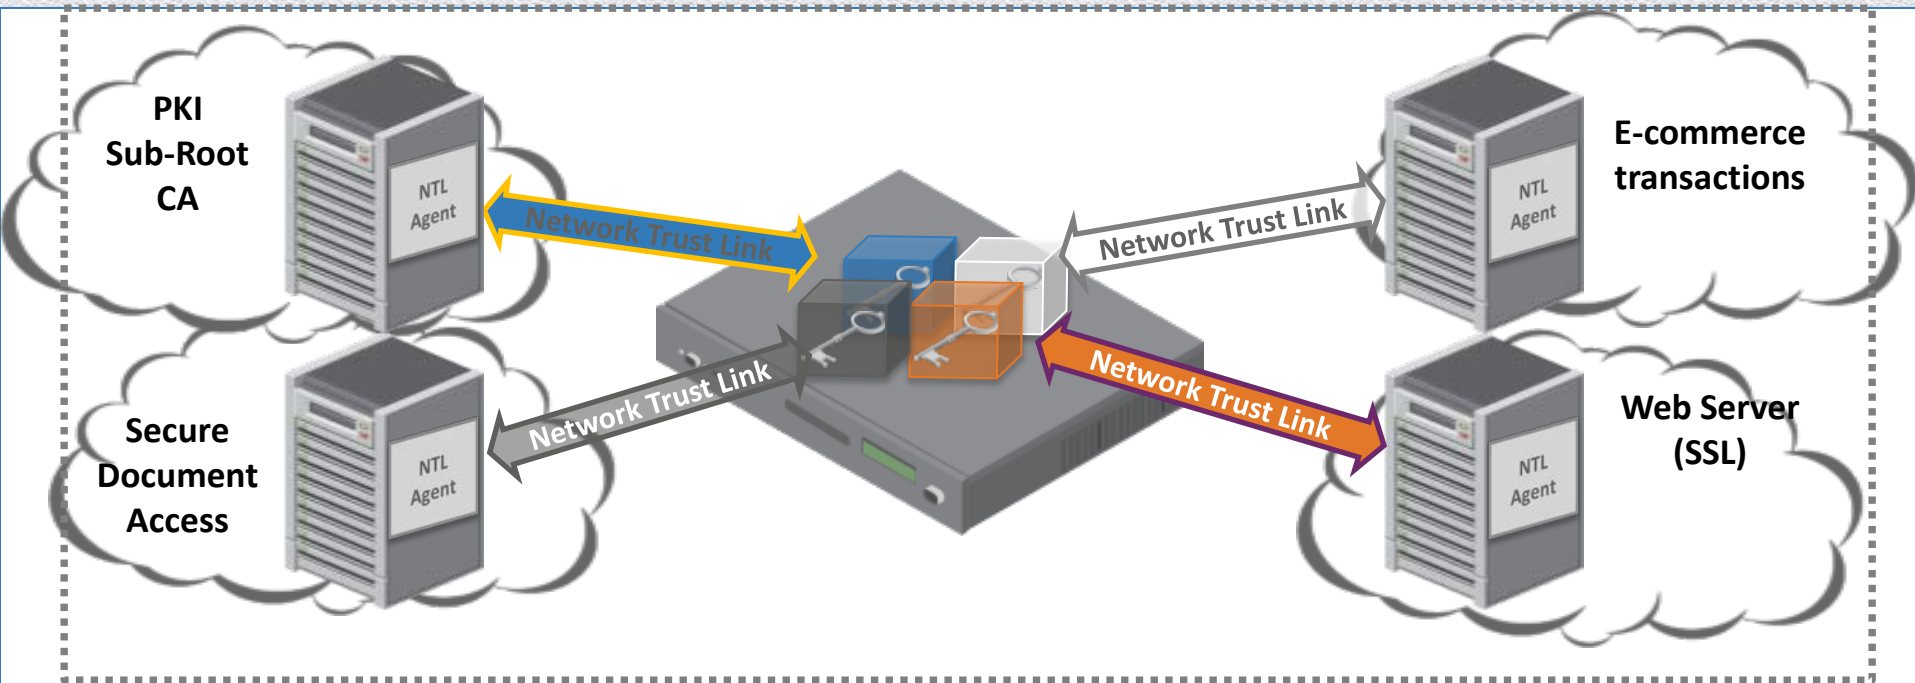 PKI
Sub-Root
CA
NTL
Agent
Network Trust Link
Network Trust Link
NTL
Agent
E-commerce
transactions
Secure
Document
Access
NTL
Agent
Network Trust Link
Network Trust Link
NTL
Agent
Web Server
(SSL)